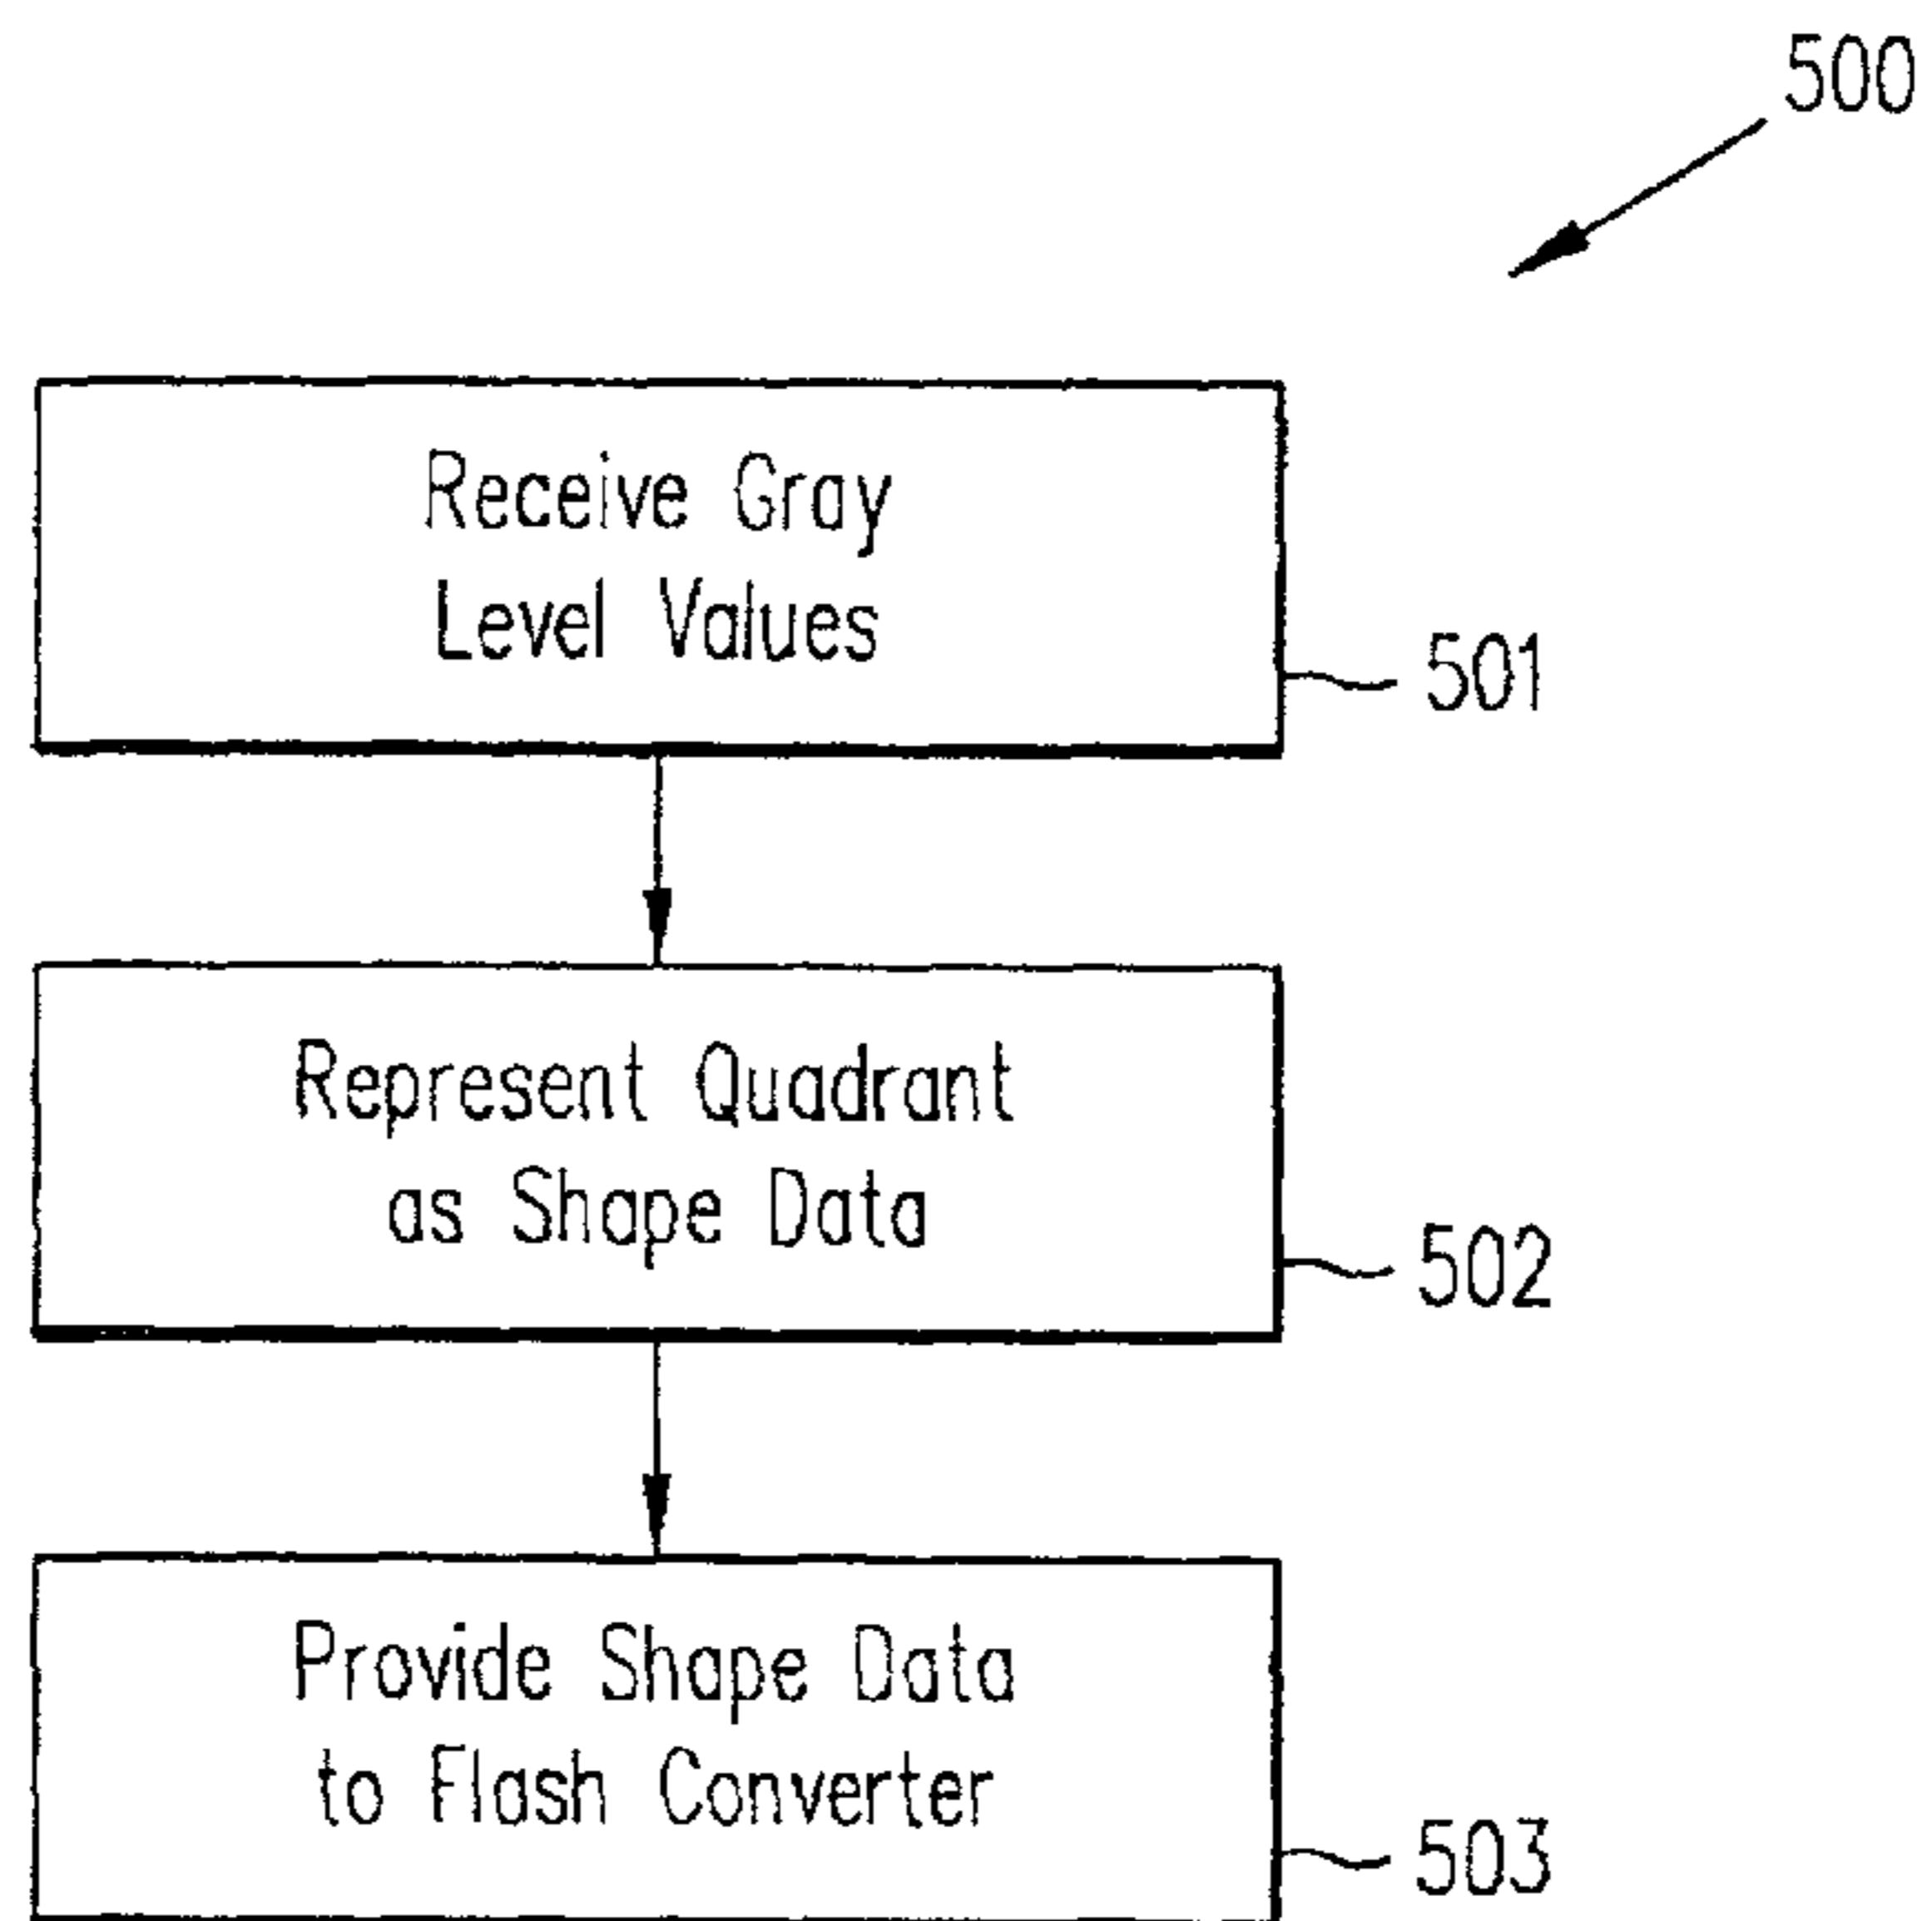 500
Receive Gray
Level Values
501
Represent Quadrant
as Shape Data
502
Provide Shape Data
to Flash Converter
503